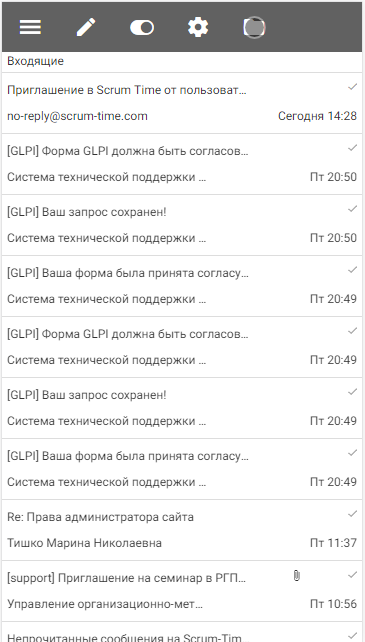 Входящие
Приглашение в Scrum Time от пользоват...
no-reply@scrum-time.com Сегодня 14:28
[GLPI] Форма GLPI должна быть согласов...
Система технической поддержки ... Пт 20:50
[GLPI] Ваш запрос сохранен!
Система технической поддержки ... Пт 20:50
[GLPI] Ваша форма была принята согласу...
Система технической поддержки ... Пт 20:49
[GLPI] Форма GLPI должна быть согласов...
Система технической поддержки ... Пт 20:49
[GLPI] Ваш запрос сохранен!
Система технической поддержки ... Пт 20:49
[GLPI] Ваша форма была принята согласу...
Система технической поддержки ... Пт 20:49
Re: Права администратора сайта
Тишко Марина Николаевна Пт 11:37
[support] Приглашение на семинар в РГП...
Управление организационно-мет... Пт 10:56
Непрочитанные сообщения на Scrum-Tim...